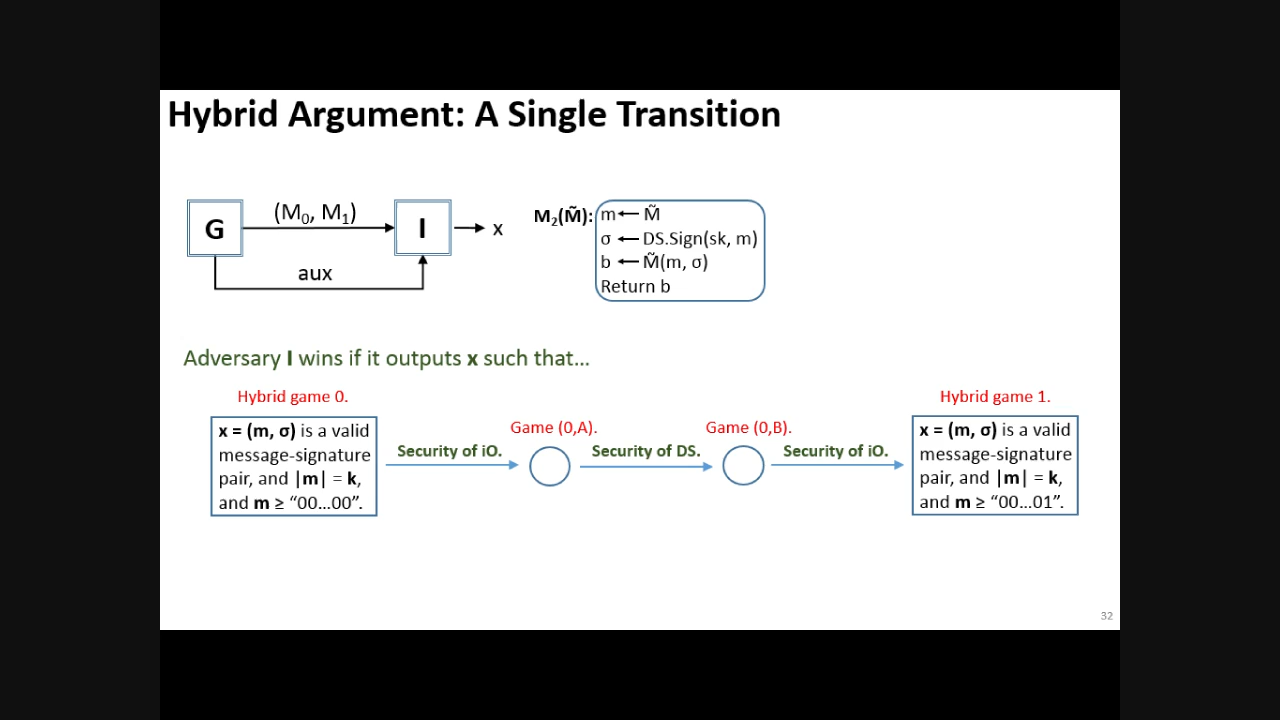 Hybrid Argument: A Single Transition
G
(M₀, M₁)
I
x
aux
M₂(M̃):
m ← M̃
σ ← DS.Sign(sk, m)
b ← M̃(m, σ)
Return b
Adversary I wins if it outputs x such that...
Hybrid game 0.
x = (m, σ) is a valid
message-signature
pair, and |m| = k,
and m ≥ “00...00”.
Security of iO.
Game (0,A).
Security of DS.
Game (0,B).
Security of iO.
Hybrid game 1.
x = (m, σ) is a valid
message-signature
pair, and |m| = k,
and m ≥ “00...01”.
32